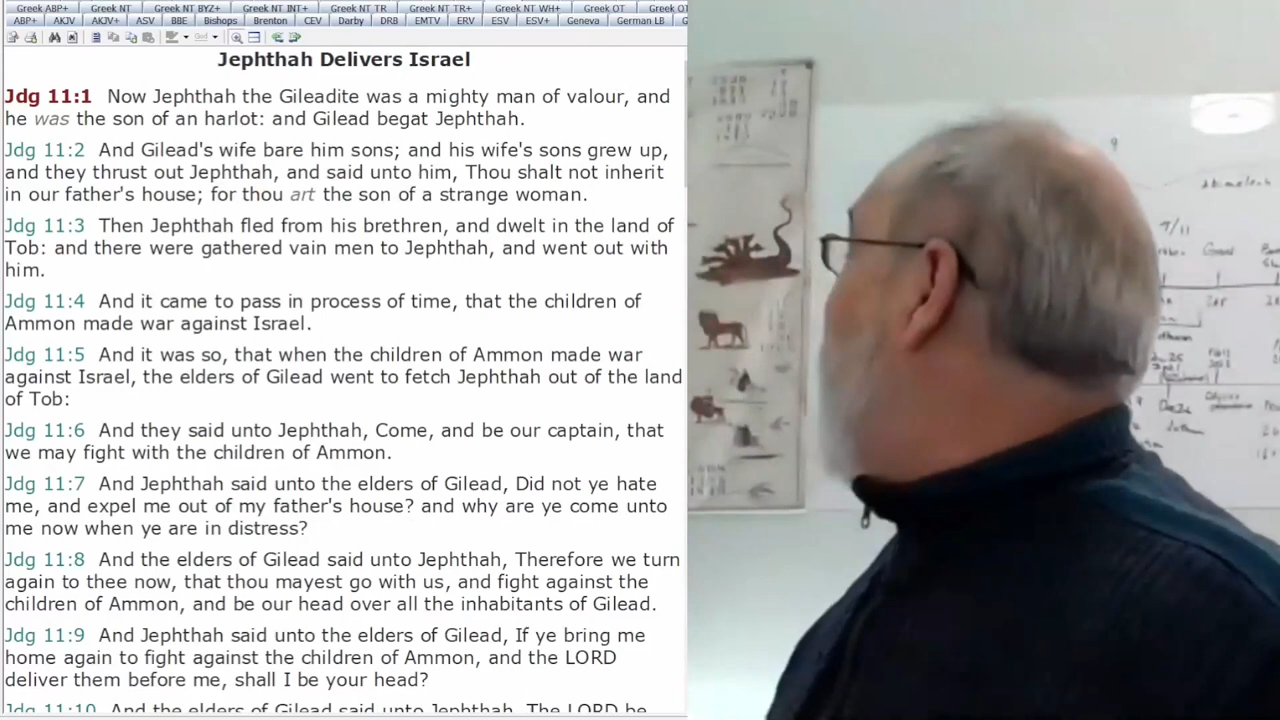 Greek ABP+ Greek NT Greek NT BYZ+ Greek NT INT+ Greek NT TR Greek NT TR+ Greek NT WH+ Greek OT Greek
ABP+ AKJV AKJV+ ASV BBE Bishops Brenton CEV Darby DRB EMTV ERV ESV ESV+ Geneva German LB G
Jephthah Delivers Israel
Jdg 11:1 Now Jephthah the Gileadite was a mighty man of valour, and
he was the son of an harlot: and Gilead begat Jephthah.
Jdg 11:2 And Gilead's wife bare him sons; and his wife's sons grew up,
and they thrust out Jephthah, and said unto him, Thou shalt not inherit
in our father's house; for thou art the son of a strange woman.
Jdg 11:3 Then Jephthah fled from his brethren, and dwelt in the land of
Tob: and there were gathered vain men to Jephthah, and went out with
him.
Jdg 11:4 And it came to pass in process of time, that the children of
Ammon made war against Israel.
Jdg 11:5 And it was so, that when the children of Ammon made war
against Israel, the elders of Gilead went to fetch Jephthah out of the land
of Tob:
Jdg 11:6 And they said unto Jephthah, Come, and be our captain, that
we may fight with the children of Ammon.
Jdg 11:7 And Jephthah said unto the elders of Gilead, Did not ye hate
me, and expel me out of my father's house? and why are ye come unto
me now when ye are in distress?
Jdg 11:8 And the elders of Gilead said unto Jephthah, Therefore we turn
again to thee now, that thou mayest go with us, and fight against the
children of Ammon, and be our head over all the inhabitants of Gilead.
Jdg 11:9 And Jephthah said unto the elders of Gilead, If ye bring me
home again to fight against the children of Ammon, and the LORD
deliver them before me, shall I be your head?
Jdg 11:10 And the elders of Gilead said unto Jephthah, The LORD be
9/11